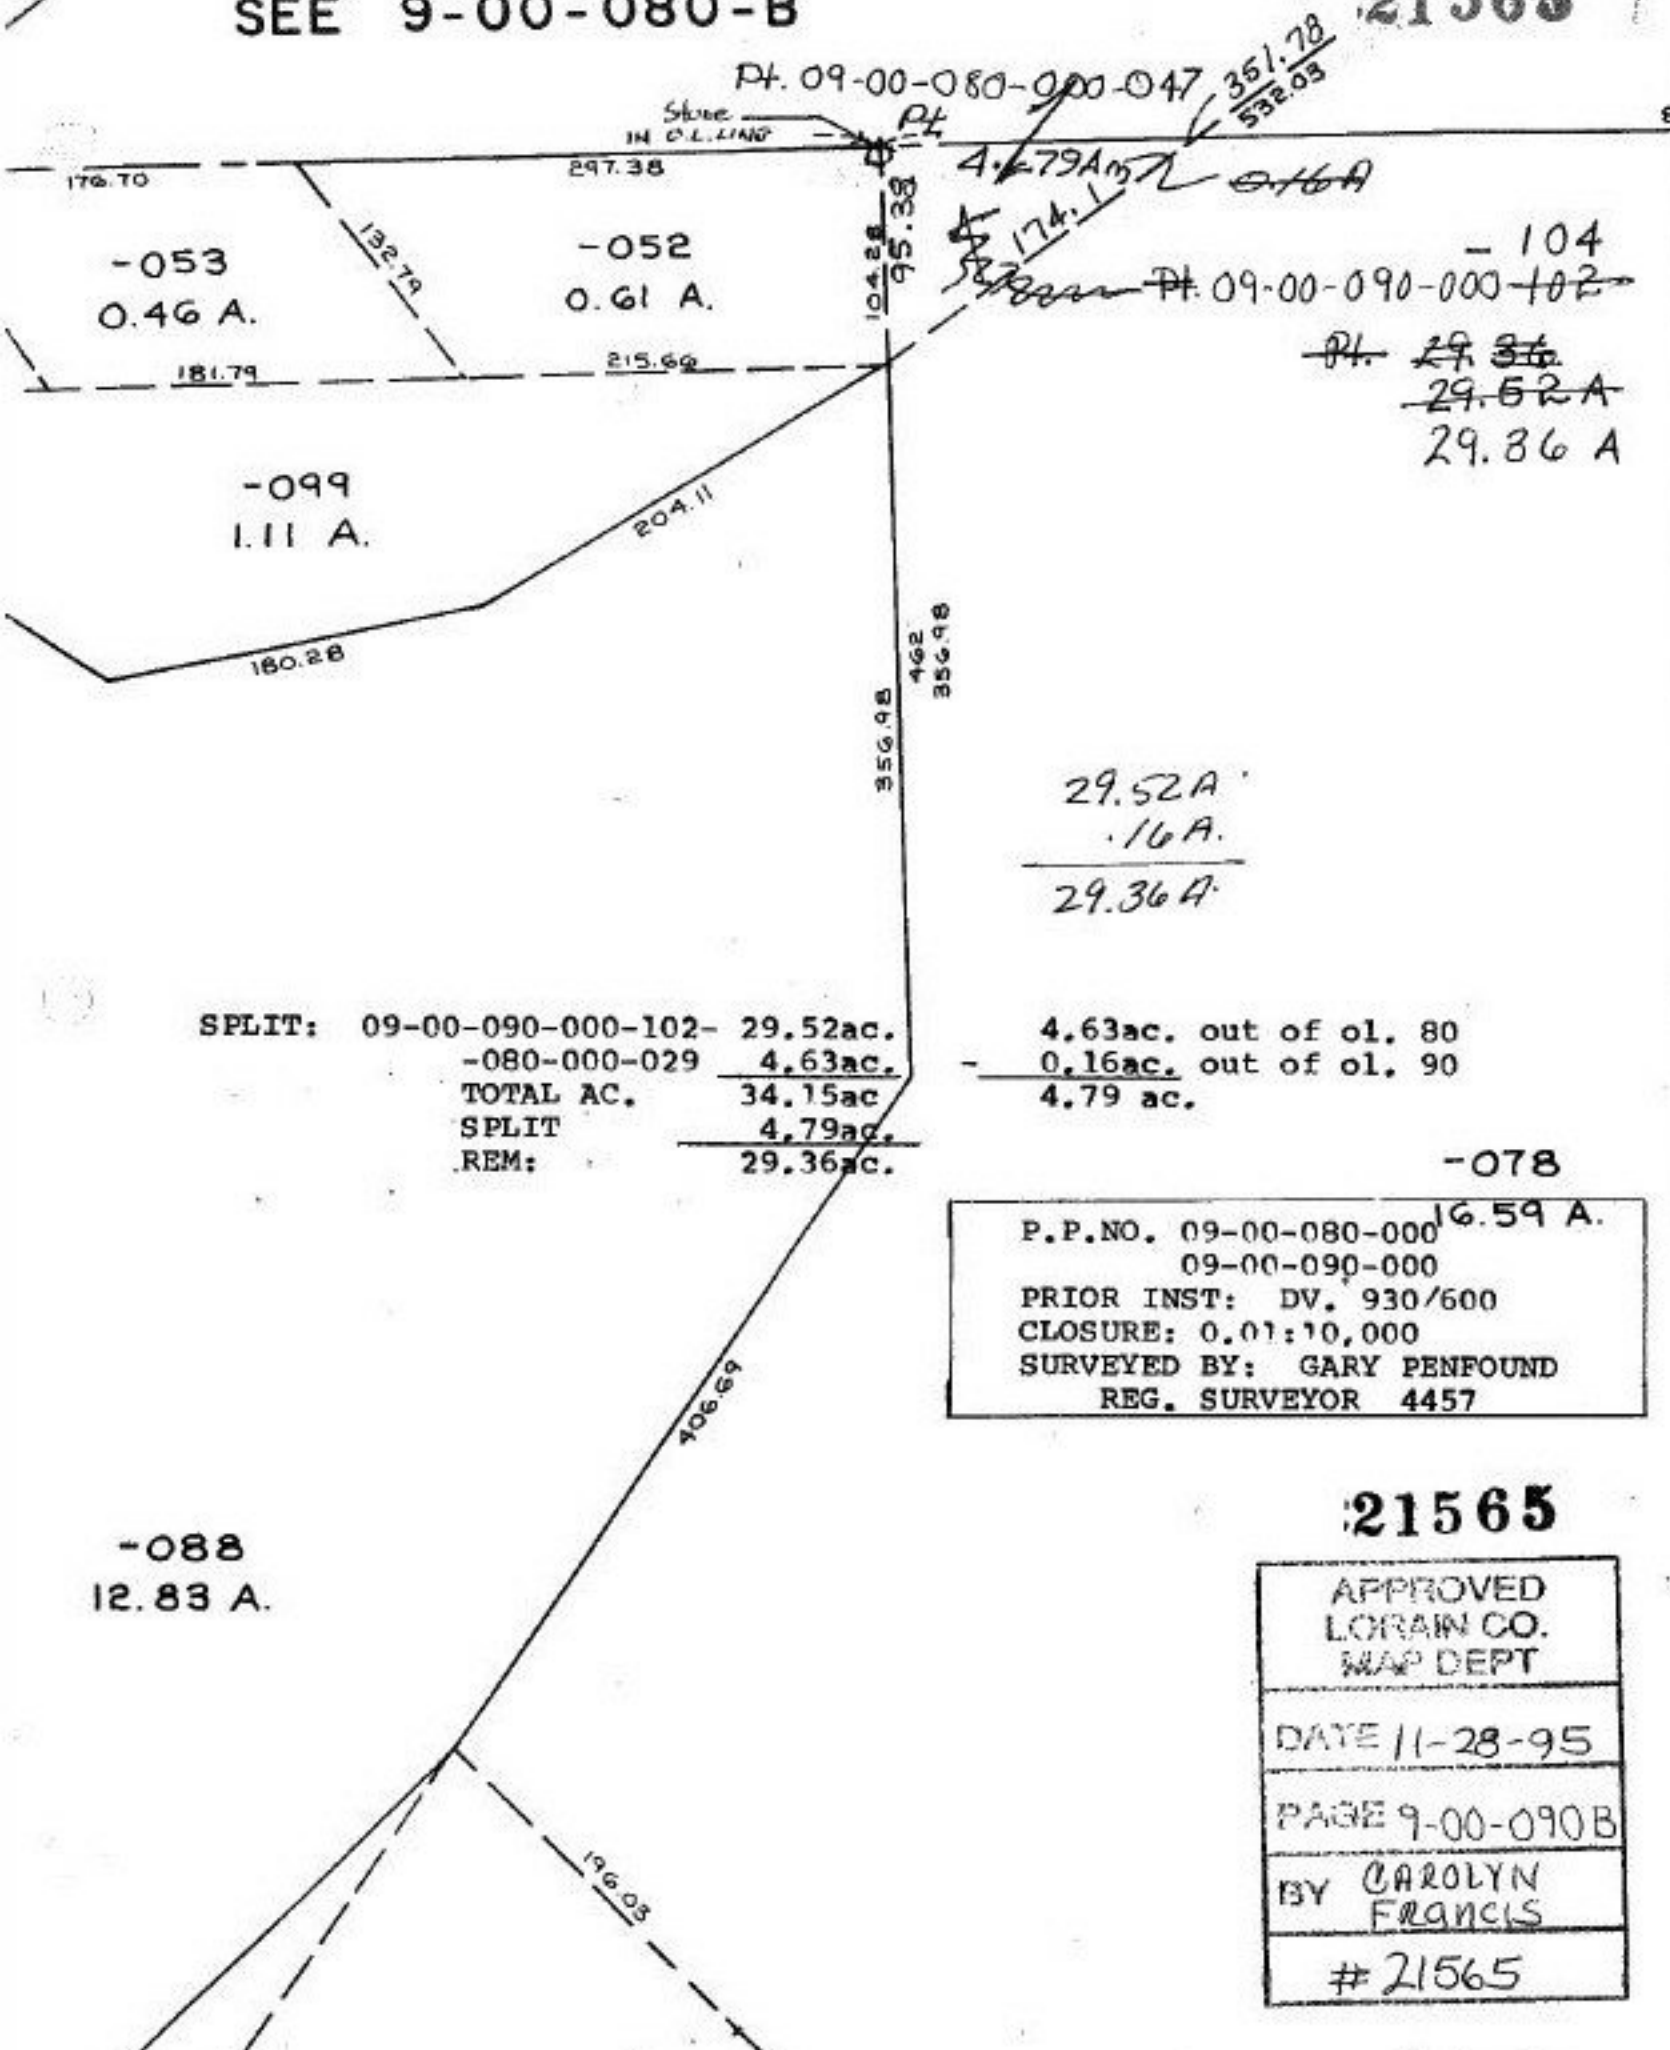 SEE 9-00-080-B
21565
Pt. 09-00-080-000-047
351.78
532.03
Stone
IN O.L. LINE
Pt
176.70
297.38
0.16A
-053
0.46 A.
132.79
-052
0.61 A.
104.28
95.38
174.1
- 104
Pt. 09-00-090-000-102
Pt. 29.36
29.52 A
29.36 A
181.79
215.66
-099
1.11 A.
204.11
180.28
356.98
462
356.98
29.52A
.16 A.
29.36 A.
SPLIT: 09-00-090-000-102- 29.52ac. 4.63ac. out of ol. 80
-080-000-029 4.63ac. - 0.16ac. out of ol. 90
TOTAL AC. 34.15ac 4.79 ac.
SPLIT 4.79ac.
REM: 29.36ac.
-078
16.59 A.
P.P.NO. 09-00-080-000
09-00-090-000
PRIOR INST: DV. 930/600
CLOSURE: 0.01:10,000
SURVEYED BY: GARY PENFOUND
REG. SURVEYOR 4457
406.69
21565
-088
12.83 A.
APPROVED
LORAIN CO.
MAP DEPT
DATE 11-28-95
PAGE 9-00-090B
BY CAROLYN
FRANCIS
# 21565
196.03